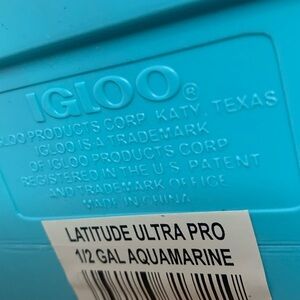 IGLOO®
IGLOO PRODUCTS CORP. KATY, TEXAS
IGLOO IS A TRADEMARK
OF IGLOO PRODUCTS CORP
REGISTERED IN THE U.S. PATENT
AND TRADEMARK OFFICE
MADE IN CHINA
LATITUDE ULTRA PRO
1/2 GAL AQUAMARINE